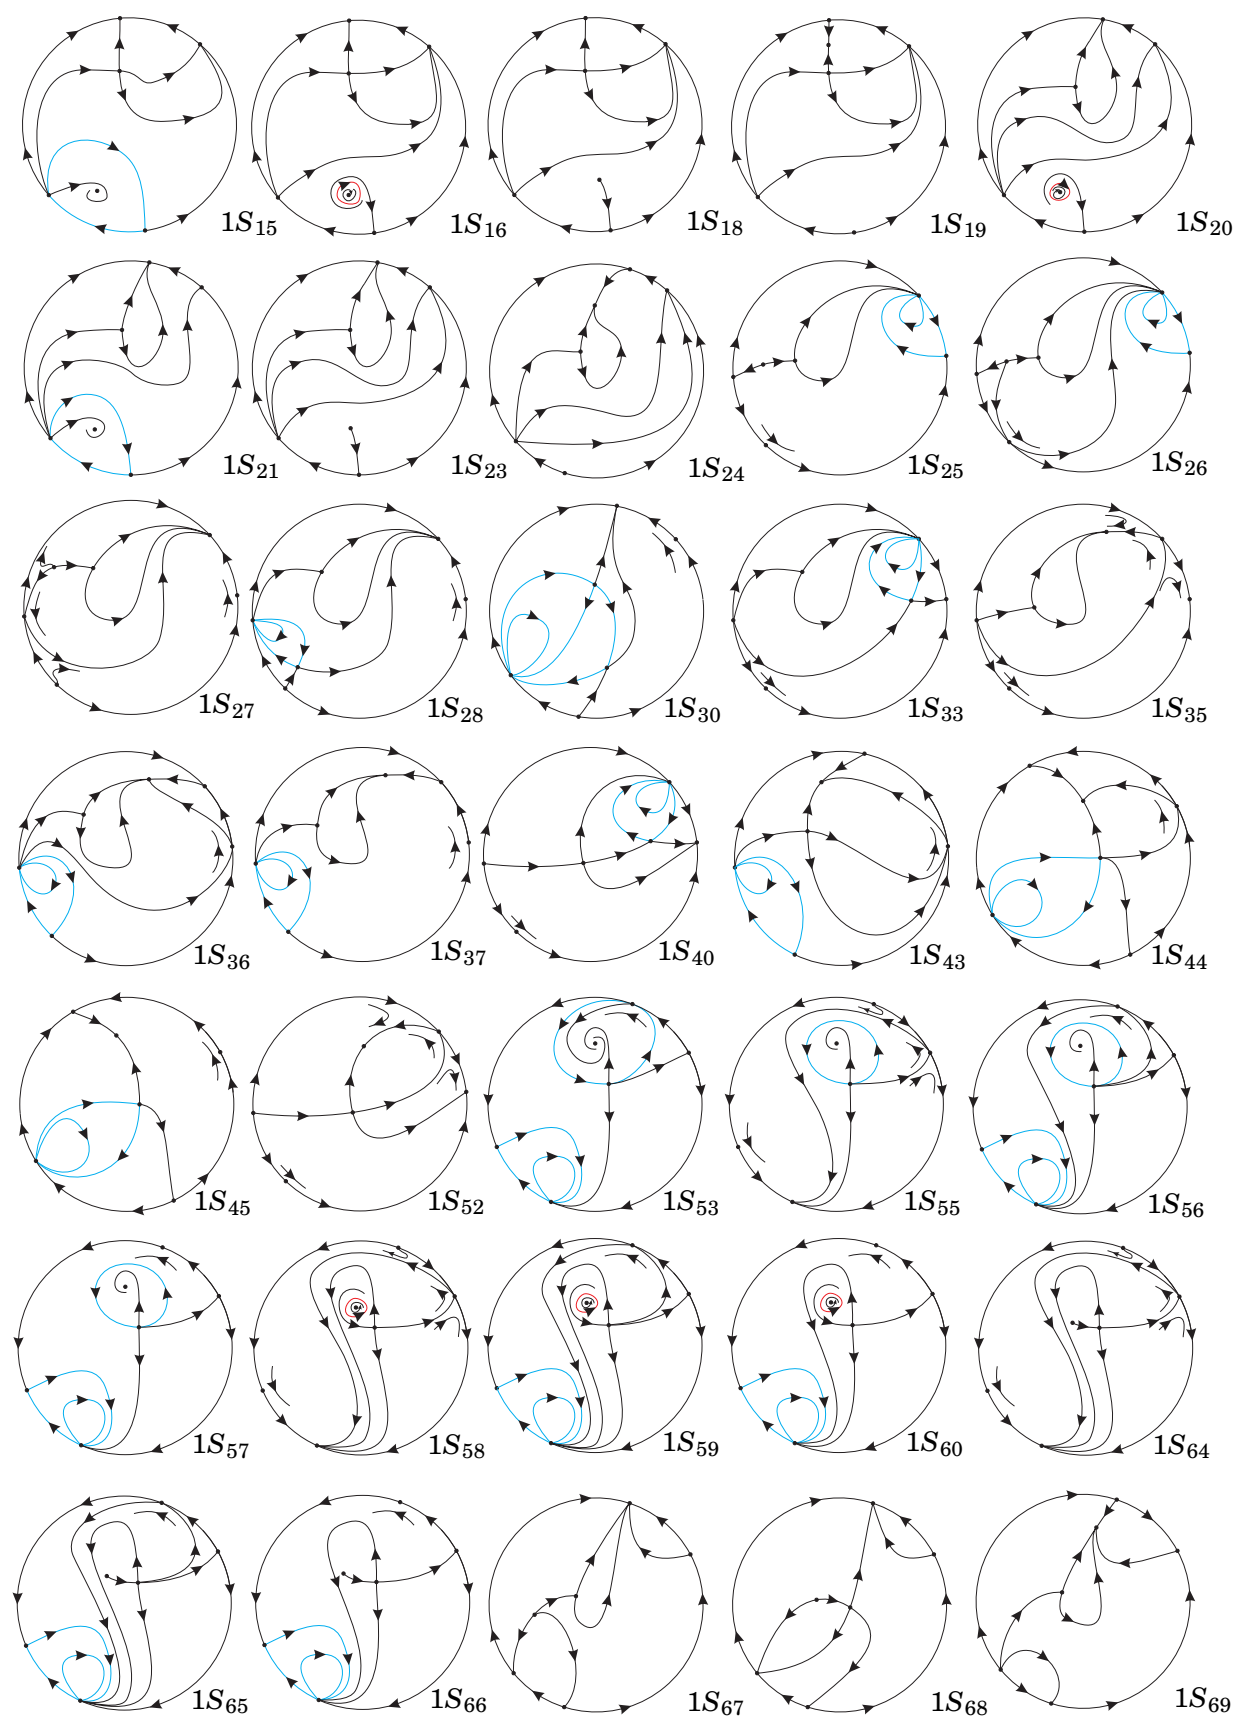 1S₁₅ 1S₁₆ 1S₁₈ 1S₁₉ 1S₂₀
1S₂₁ 1S₂₃ 1S₂₄ 1S₂₅ 1S₂₆
1S₂₇ 1S₂₈ 1S₃₀ 1S₃₃ 1S₃₅
1S₃₆ 1S₃₇ 1S₄₀ 1S₄₃ 1S₄₄
1S₄₅ 1S₅₂ 1S₅₃ 1S₅₅ 1S₅₆
1S₅₇ 1S₅₈ 1S₅₉ 1S₆₀ 1S₆₄
1S₆₅ 1S₆₆ 1S₆₇ 1S₆₈ 1S₆₉